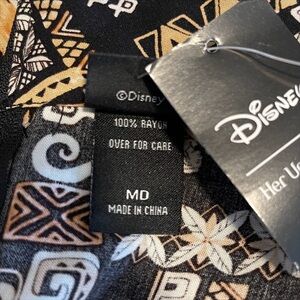 ©Disney
100% RAYON
OVER FOR CARE
MD
MADE IN CHINA
Disney
Her Un